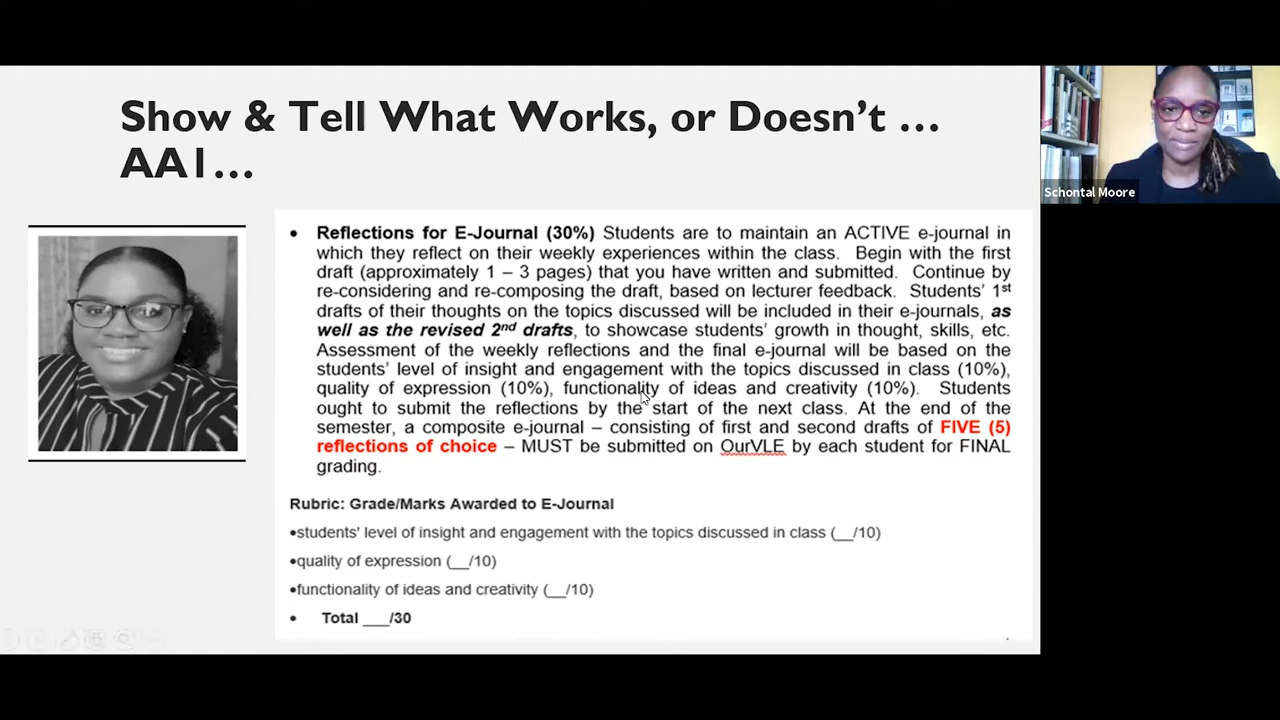 Show & Tell What Works, or Doesn't …
AA1…
Schontal Moore
• Reflections for E-Journal (30%) Students are to maintain an ACTIVE e-journal in
which they reflect on their weekly experiences within the class. Begin with the first
draft (approximately 1 – 3 pages) that you have written and submitted. Continue by
re-considering and re-composing the draft, based on lecturer feedback. Students' 1st
drafts of their thoughts on the topics discussed will be included in their e-journals, as
well as the revised 2nd drafts, to showcase students' growth in thought, skills, etc.
Assessment of the weekly reflections and the final e-journal will be based on the
students' level of insight and engagement with the topics discussed in class (10%),
quality of expression (10%), functionality of ideas and creativity (10%). Students
ought to submit the reflections by the start of the next class. At the end of the
semester, a composite e-journal – consisting of first and second drafts of FIVE (5)
reflections of choice – MUST be submitted on OurVLE by each student for FINAL
grading.
Rubric: Grade/Marks Awarded to E-Journal
•students' level of insight and engagement with the topics discussed in class (__/10)
•quality of expression (__/10)
•functionality of ideas and creativity (__/10)
• Total ___/30